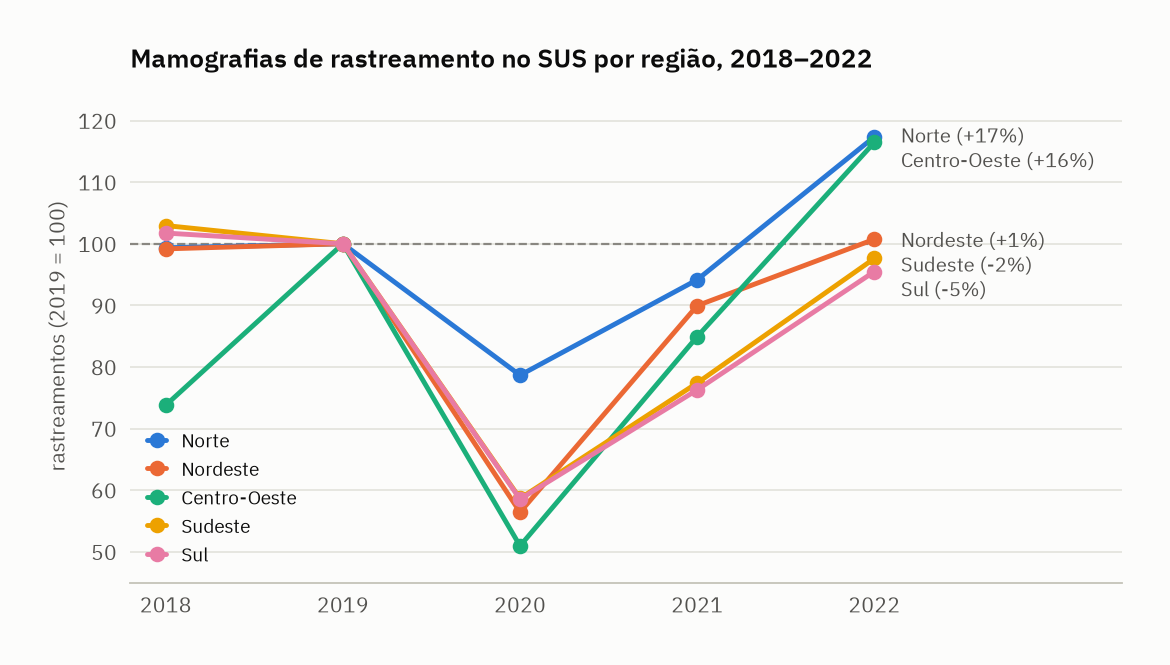 Mamografias de rastreamento no SUS por região, 2018–2022
rastreamentos (2019 = 100)
120
110
100
90
80
70
60
50
Norte (+17%)
Centro-Oeste (+16%)
Nordeste (+1%)
Sudeste (-2%)
Sul (-5%)
Norte
Nordeste
Centro-Oeste
Sudeste
Sul
2018 2019 2020 2021 2022